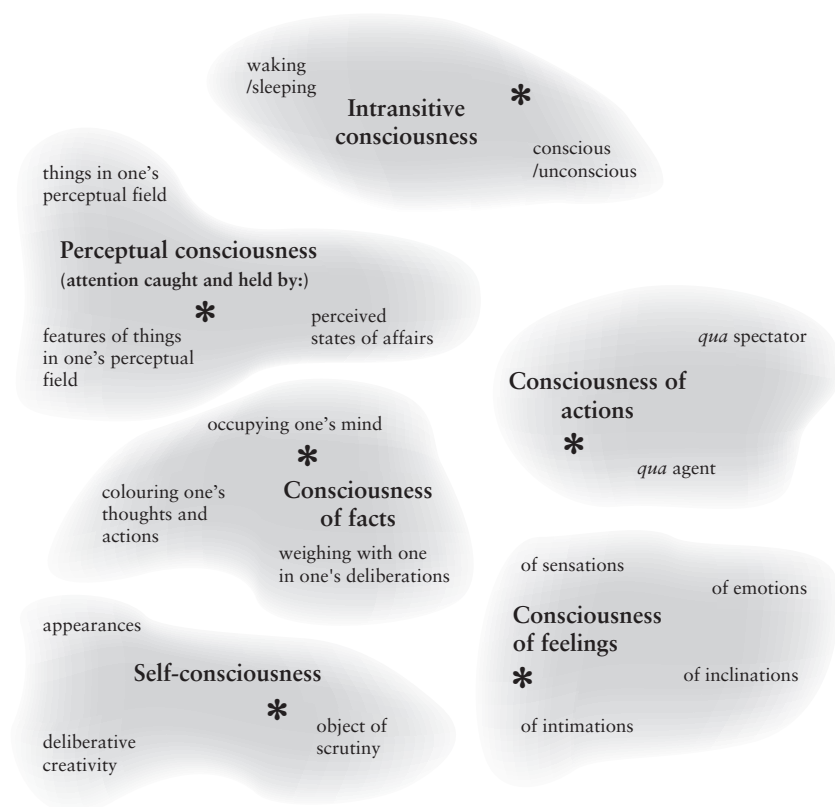 waking
/sleeping
Intransitive
consciousness
*
conscious
/unconscious
things in one's
perceptual field
Perceptual consciousness
(attention caught and held by:)
*
features of things
in one's perceptual
field
perceived
states of affairs
qua spectator
Consciousness of
actions
*
qua agent
occupying one's mind
*
colouring one's
thoughts and
actions
Consciousness
of facts
weighing with one
in one's deliberations
of sensations
of emotions
Consciousness
of feelings
*
of inclinations
of intimations
appearances
Self-consciousness
*
deliberative
creativity
object of
scrutiny